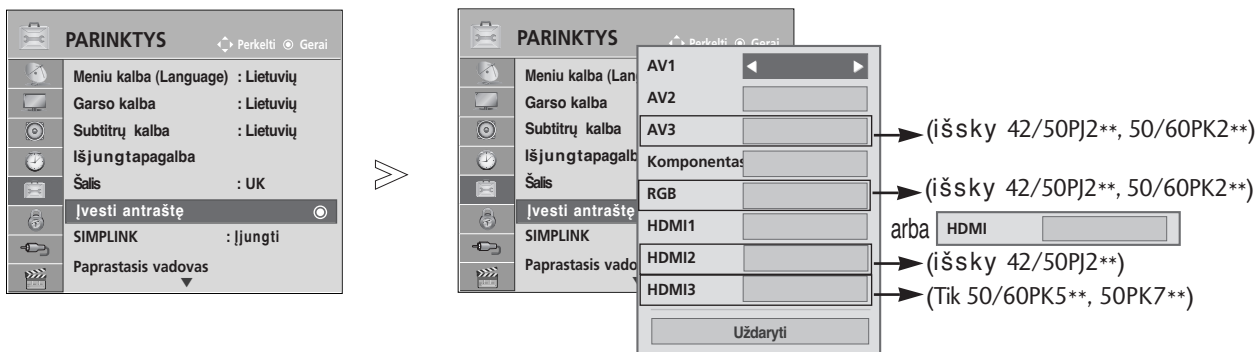 PARINKTYS
Perkelti Gerai
Meniu kalba (Language) : Lietuvių
Garso kalba : Lietuvių
Subtitrų kalba : Lietuvių
Išjungtapagalba
Šalis : UK
Įvesti antraštę
SIMPLINK : Įjungti
Paprastasis vadovas
PARINKTYS
Perkelti Gerai
Meniu kalba (Lan
Garso kalba
Subtitrų kalba
Išjungtapagalb
Šalis
Įvesti antraštę
SIMPLINK
Paprastasis vado
AV1
AV2
AV3
Komponentas
RGB
HDMI1
HDMI2
HDMI3
Uždaryti
(išsky 42/50PJ2**, 50/60PK2**)
(išsky 42/50PJ2**, 50/60PK2**)
arba HDMI
(išsky 42/50PJ2**)
(Tik 50/60PK5**, 50PK7**)